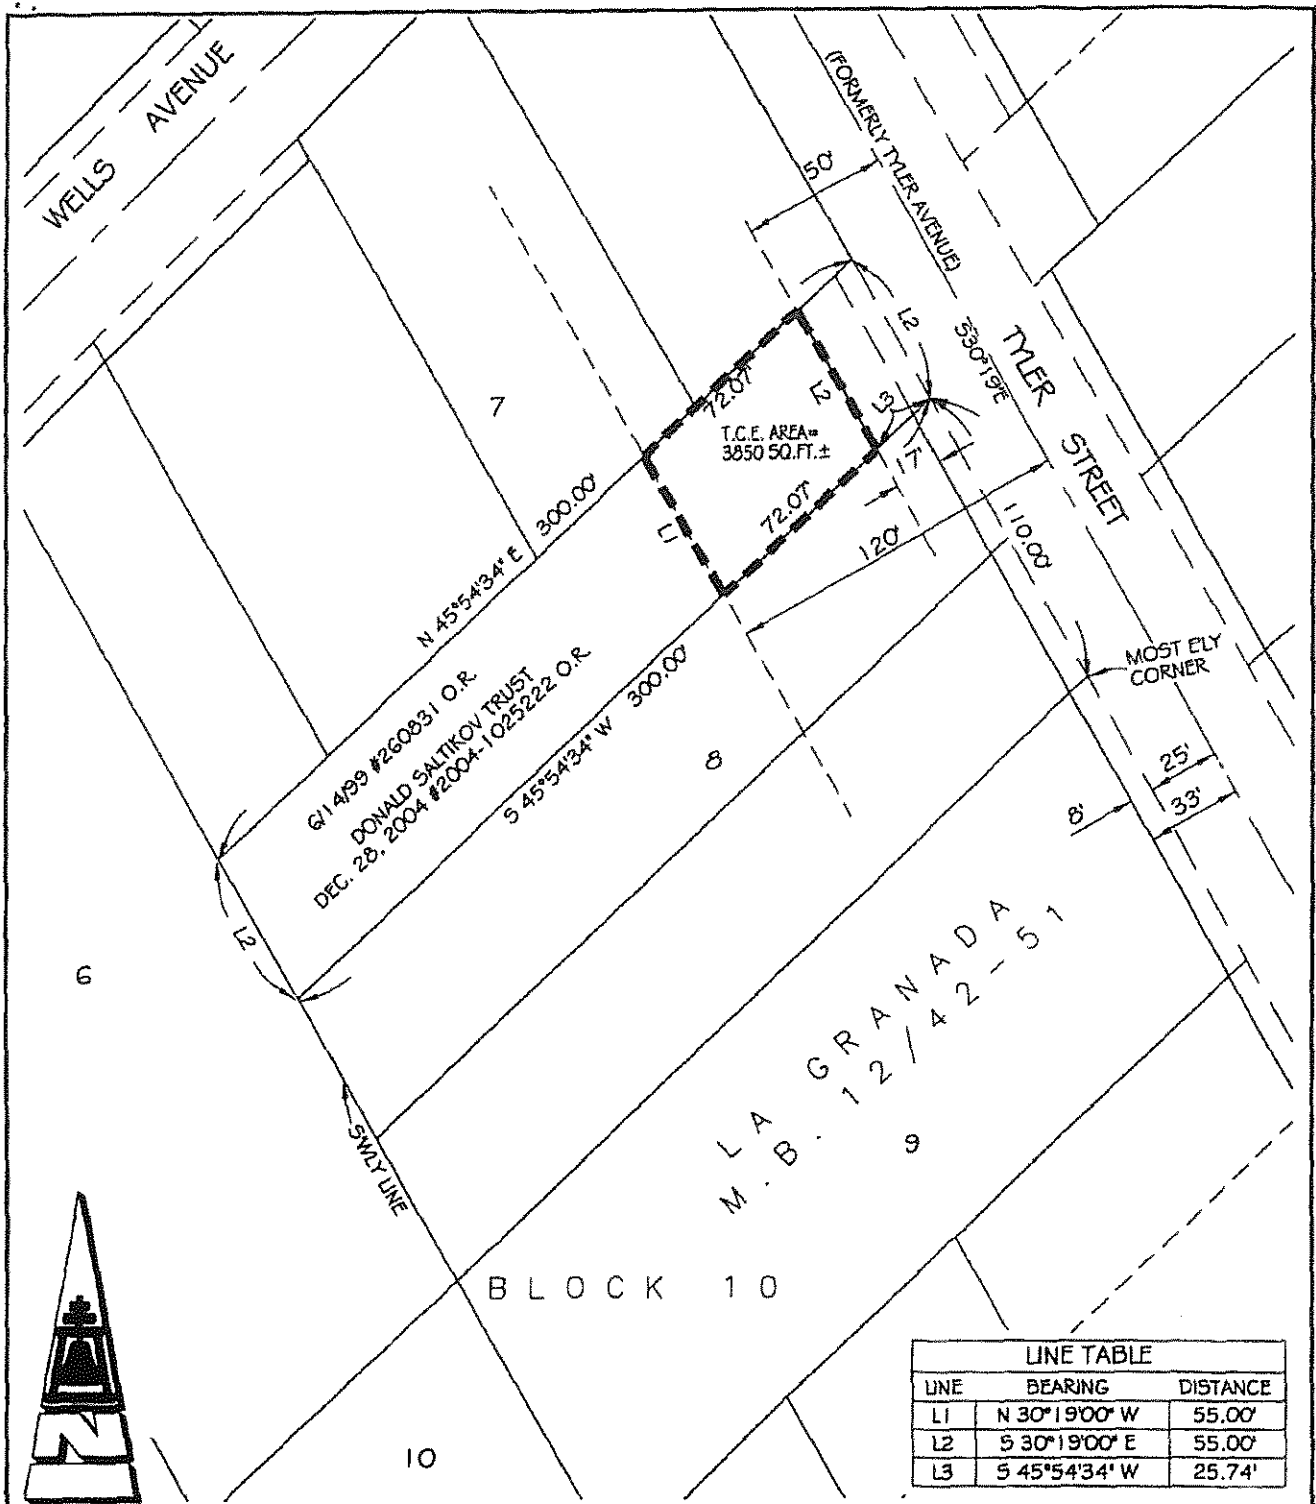 WELLS AVENUE
(FORMERLY TYLER AVENUE)
50'
L2
S30°19'E
TYLER
STREET
7
72.07'
L2
L3
T.C.E. AREA=
3850 SQ.FT.±
17'
N 45°54'34" E 300.00'
L1
72.07'
120'
110.00'
MOST ELY
CORNER
6/14/99 #260831 O.R.
DONALD SALTIKOV TRUST
DEC. 28, 2004 #2004-1025222 O.R.
S 45°54'34" W 300.00'
8
25'
33'
8'
L2
6
LA GRANADA
M.B. 12/42-51
9
SWLY LINE
BLOCK 10
N
10
LINE TABLE
LINE BEARING DISTANCE
L1 N 30°19'00" W 55.00'
L2 S 30°19'00" E 55.00'
L3 S 45°54'34" W 25.74'